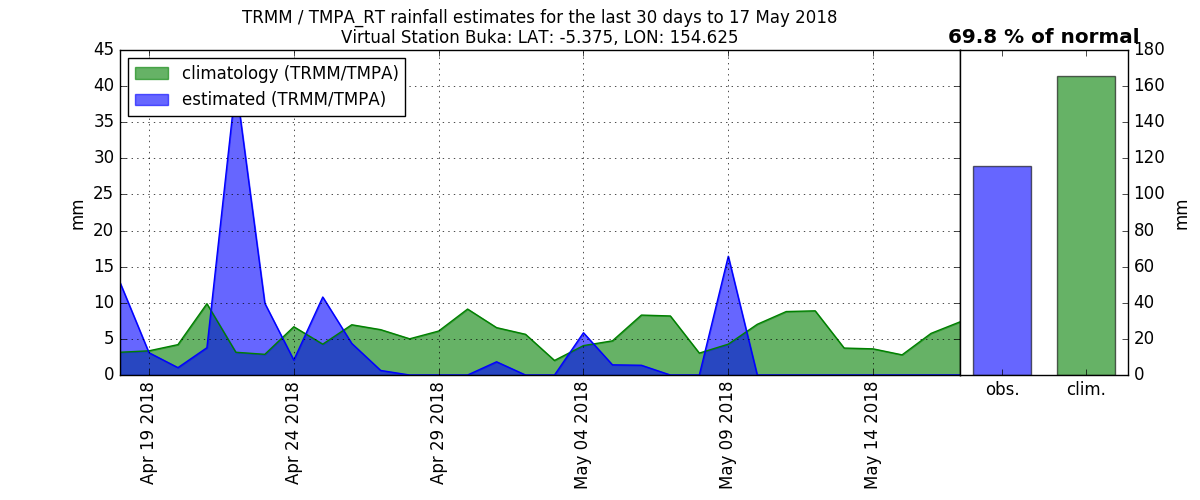 TRMM / TMPA_RT rainfall estimates for the last 30 days to 17 May 2018
Virtual Station Buka: LAT: -5.375, LON: 154.625
69.8 % of normal
climatology (TRMM/TMPA)
estimated (TRMM/TMPA)
45
40
35
30
25
20
15
10
5
0
mm
Apr 19 2018
Apr 24 2018
Apr 29 2018
May 04 2018
May 09 2018
May 14 2018
180
160
140
120
100
80
60
40
20
0
mm
obs.
clim.